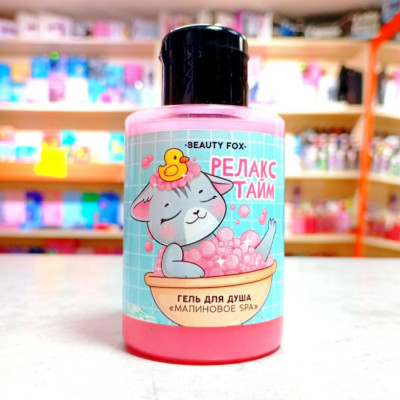 ·BEAUTY FOX·
РЕЛАКС
ТАЙМ
ГЕЛЬ ДЛЯ ДУША
«МАЛИНОВОЕ SPA»